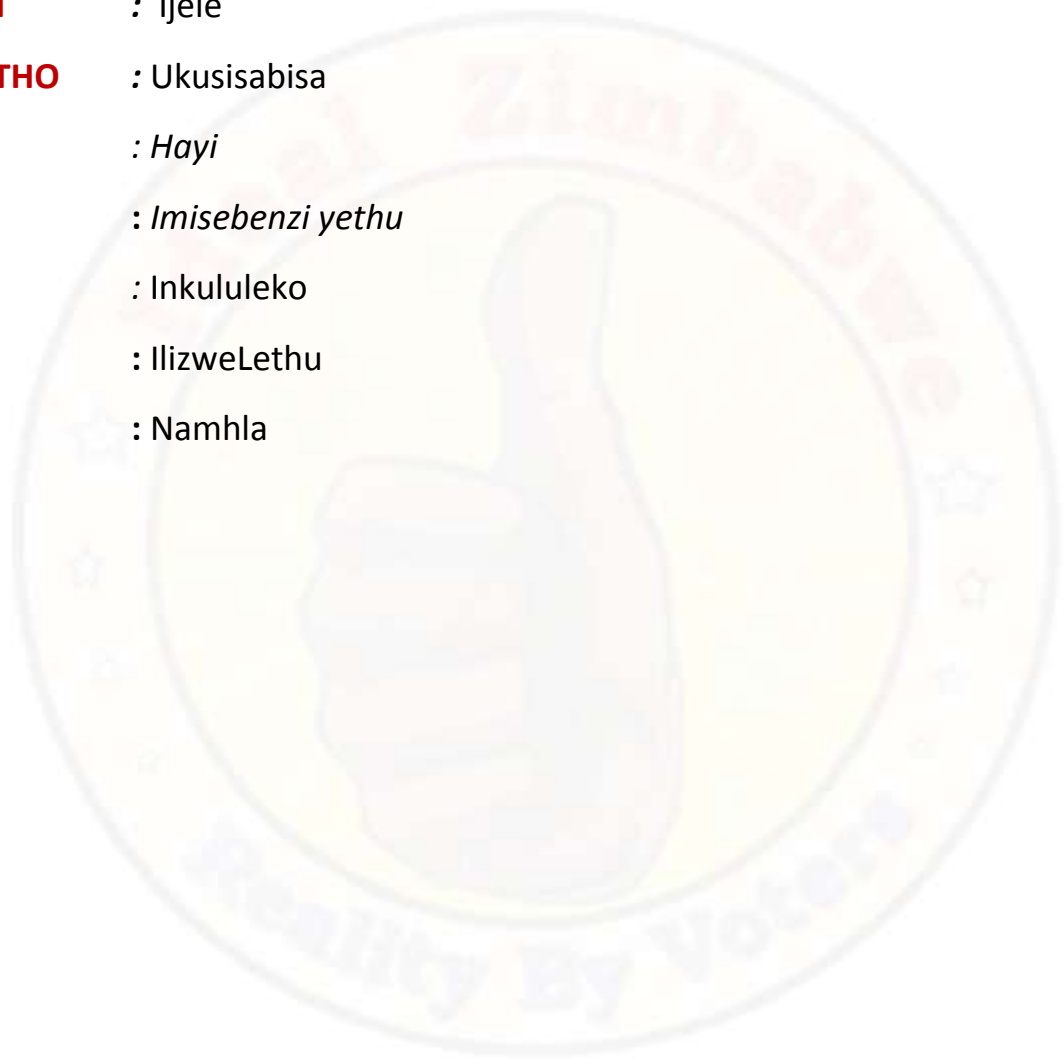 : Ijele
THO : Ukusisabisa
: Hayi
: Imisebenzi yethu
: Inkululeko
: IlizweLethu
: Namhla
Real Zimbabwe
Reality By Voters